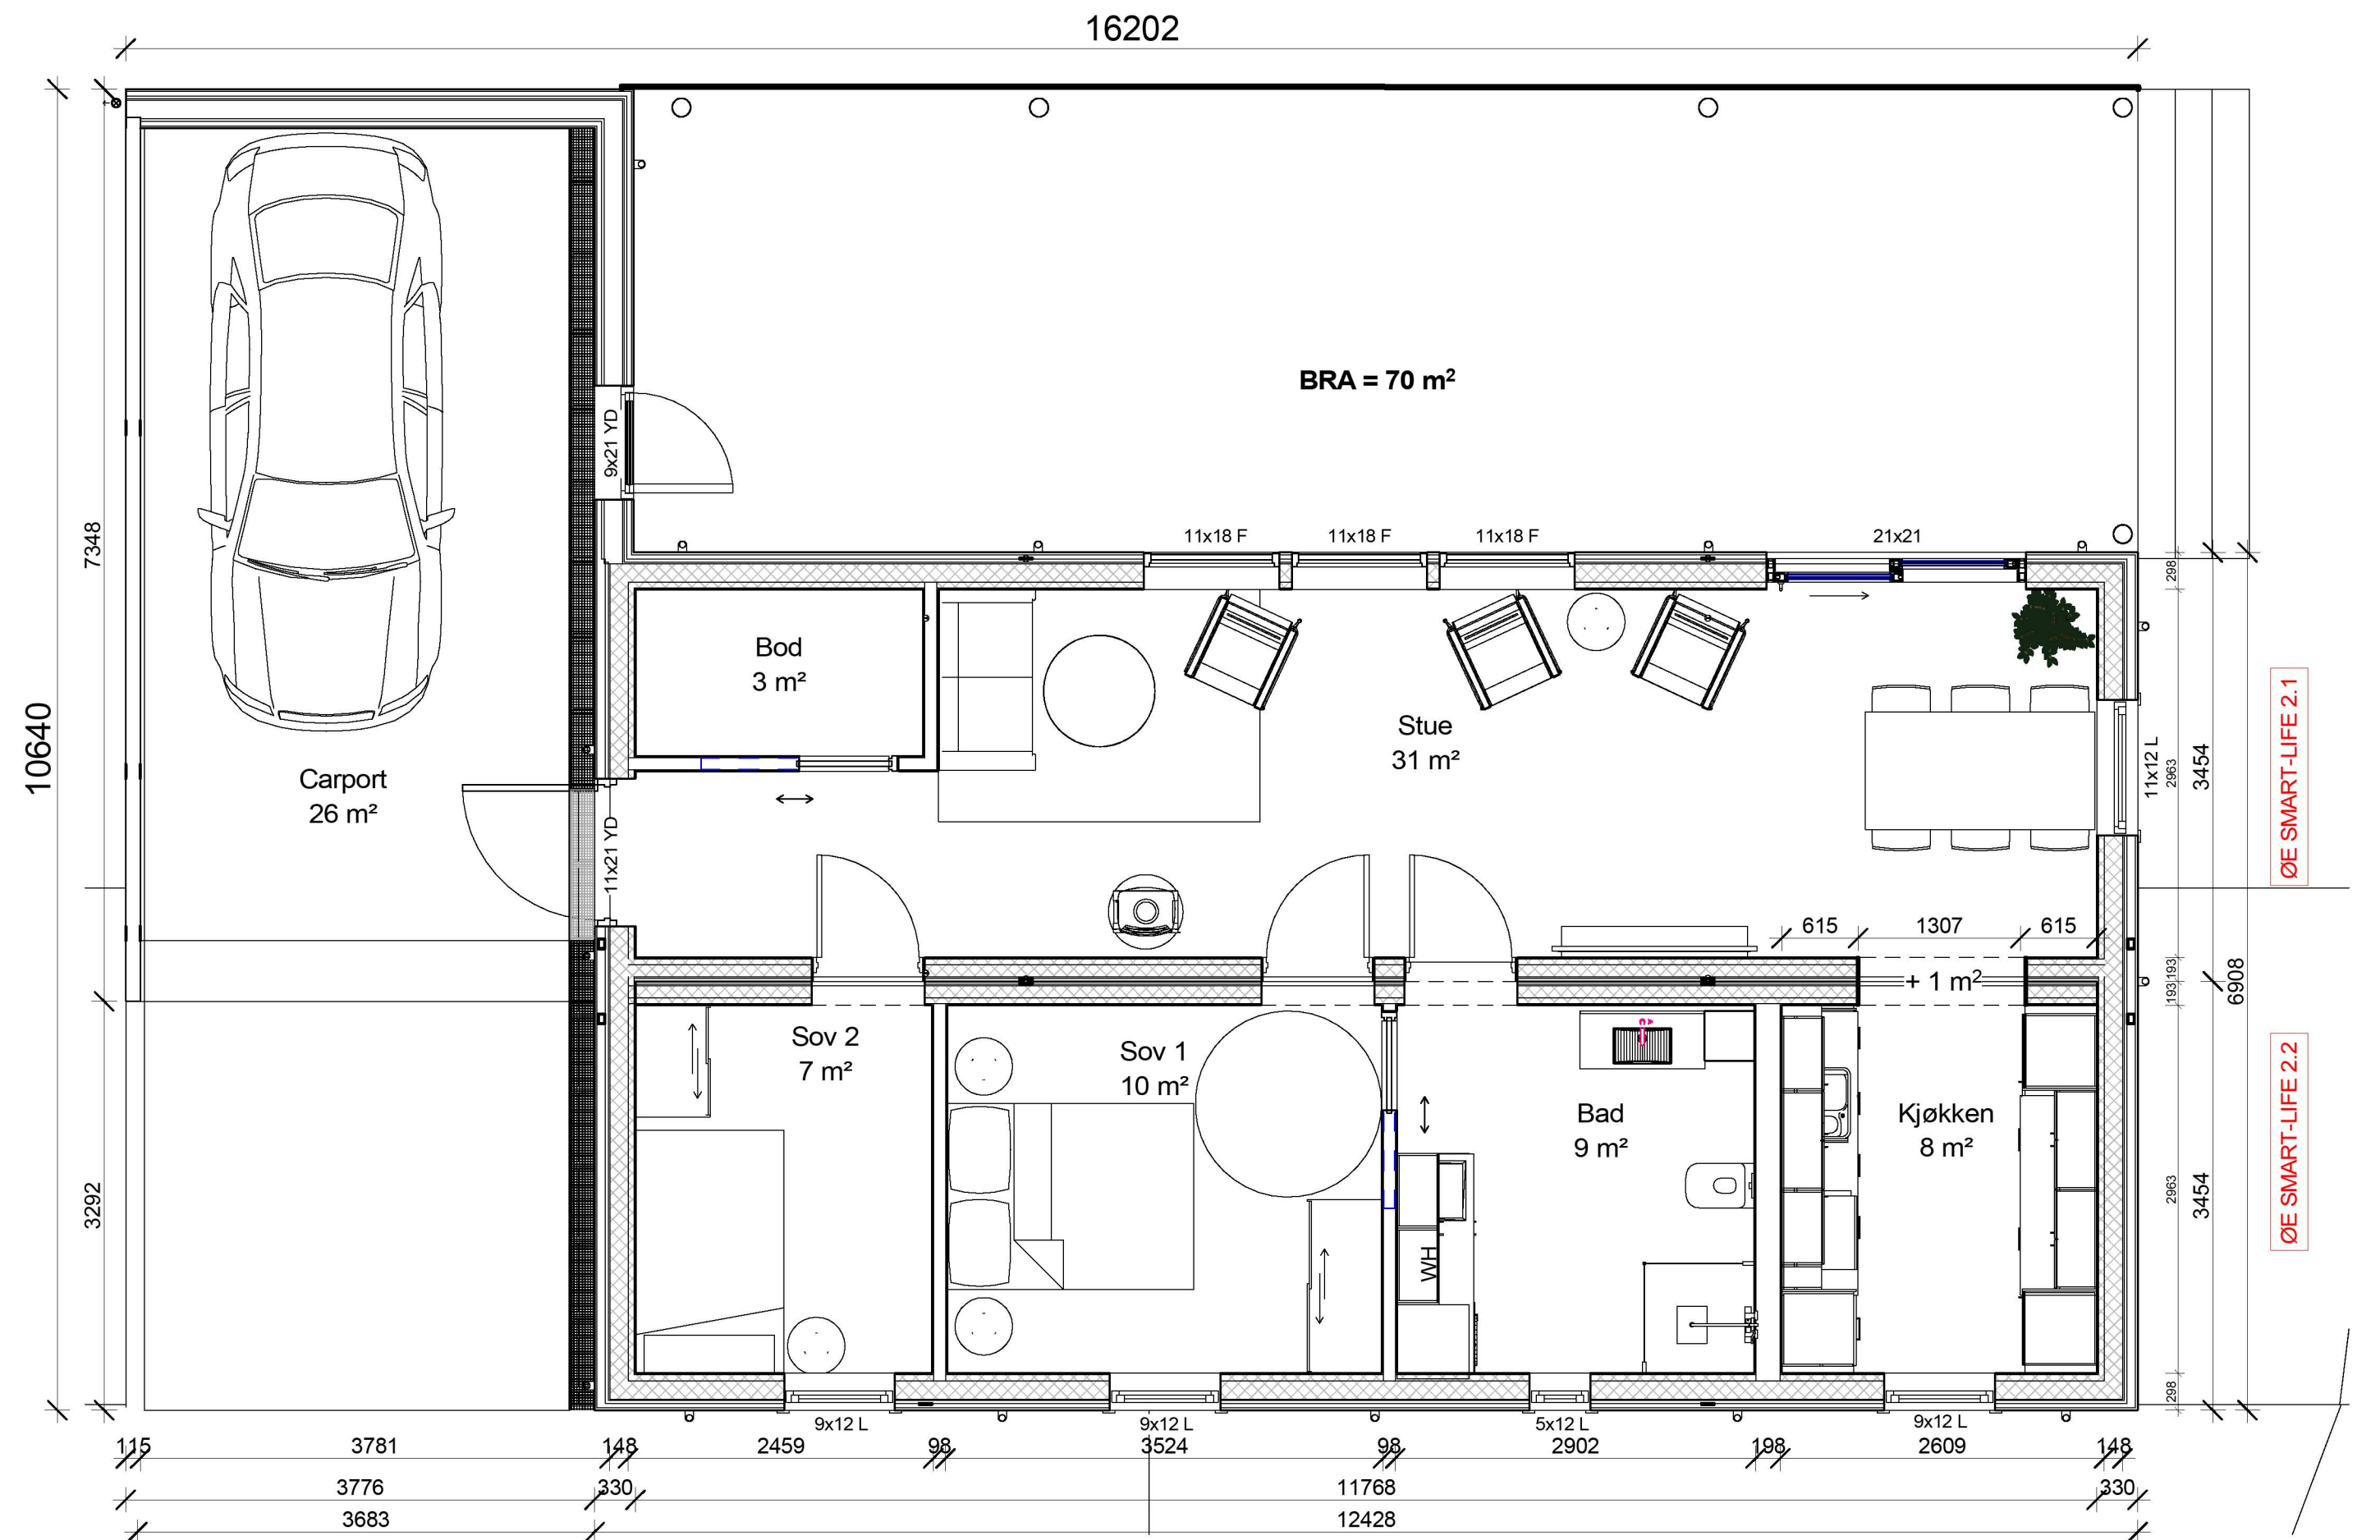 16202
BRA = 70 m²
9x21 YD
7348
11x18 F
11x18 F
11x18 F
21x21
298
Bod
3 m²
Stue
31 m²
ØE SMART-LIFE 2.1
10640
Carport
26 m²
11x12 L
2963
3454
11x21 YD
615
1307
615
+ 1 m²
193
193
6908
Sov 2
7 m²
Sov 1
10 m²
Bad
9 m²
Kjøkken
8 m²
ØE SMART-LIFE 2.2
3292
WH
2963
3454
298
9x12 L
9x12 L
5x12 L
9x12 L
115
3781
148
2459
98
3524
98
2902
198
2609
148
3776
330
11768
330
3683
12428